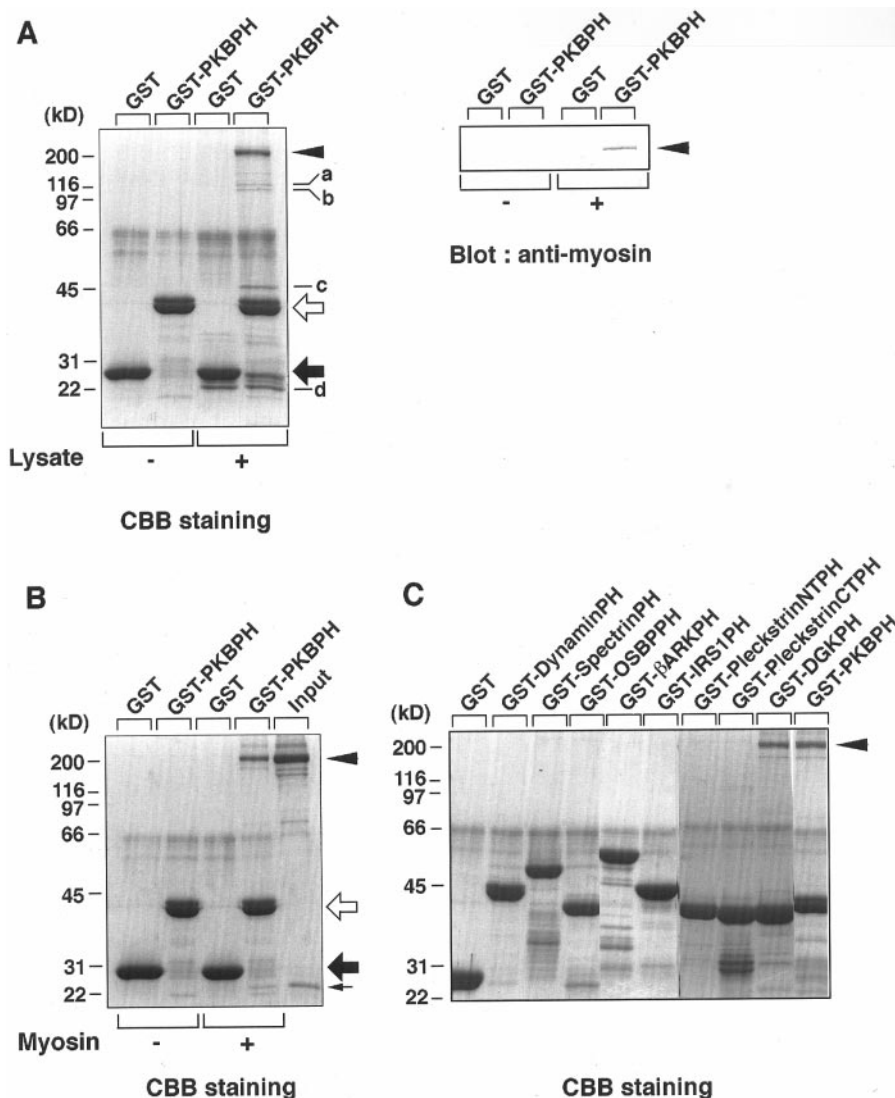 A
GST
GST-PKBPH
GST
GST-PKBPH
(kD)
200
116
97
66
45
31
22
a
b
c
d
Lysate - +
CBB staining
GST
GST-PKBPH
GST
GST-PKBPH
- +
Blot : anti-myosin
B
GST
GST-PKBPH
GST
GST-PKBPH
Input
(kD)
200
116
97
66
45
31
22
Myosin - +
CBB staining
C
GST
GST-DynaminPH
GST-SpectrinPH
GST-OSBPPH
GST-βARKPH
GST-IRS1PH
GST-PleckstrinNTPH
GST-PleckstrinCTPH
GST-DGKPH
GST-PKBPH
(kD)
200
116
97
66
45
31
22
CBB staining